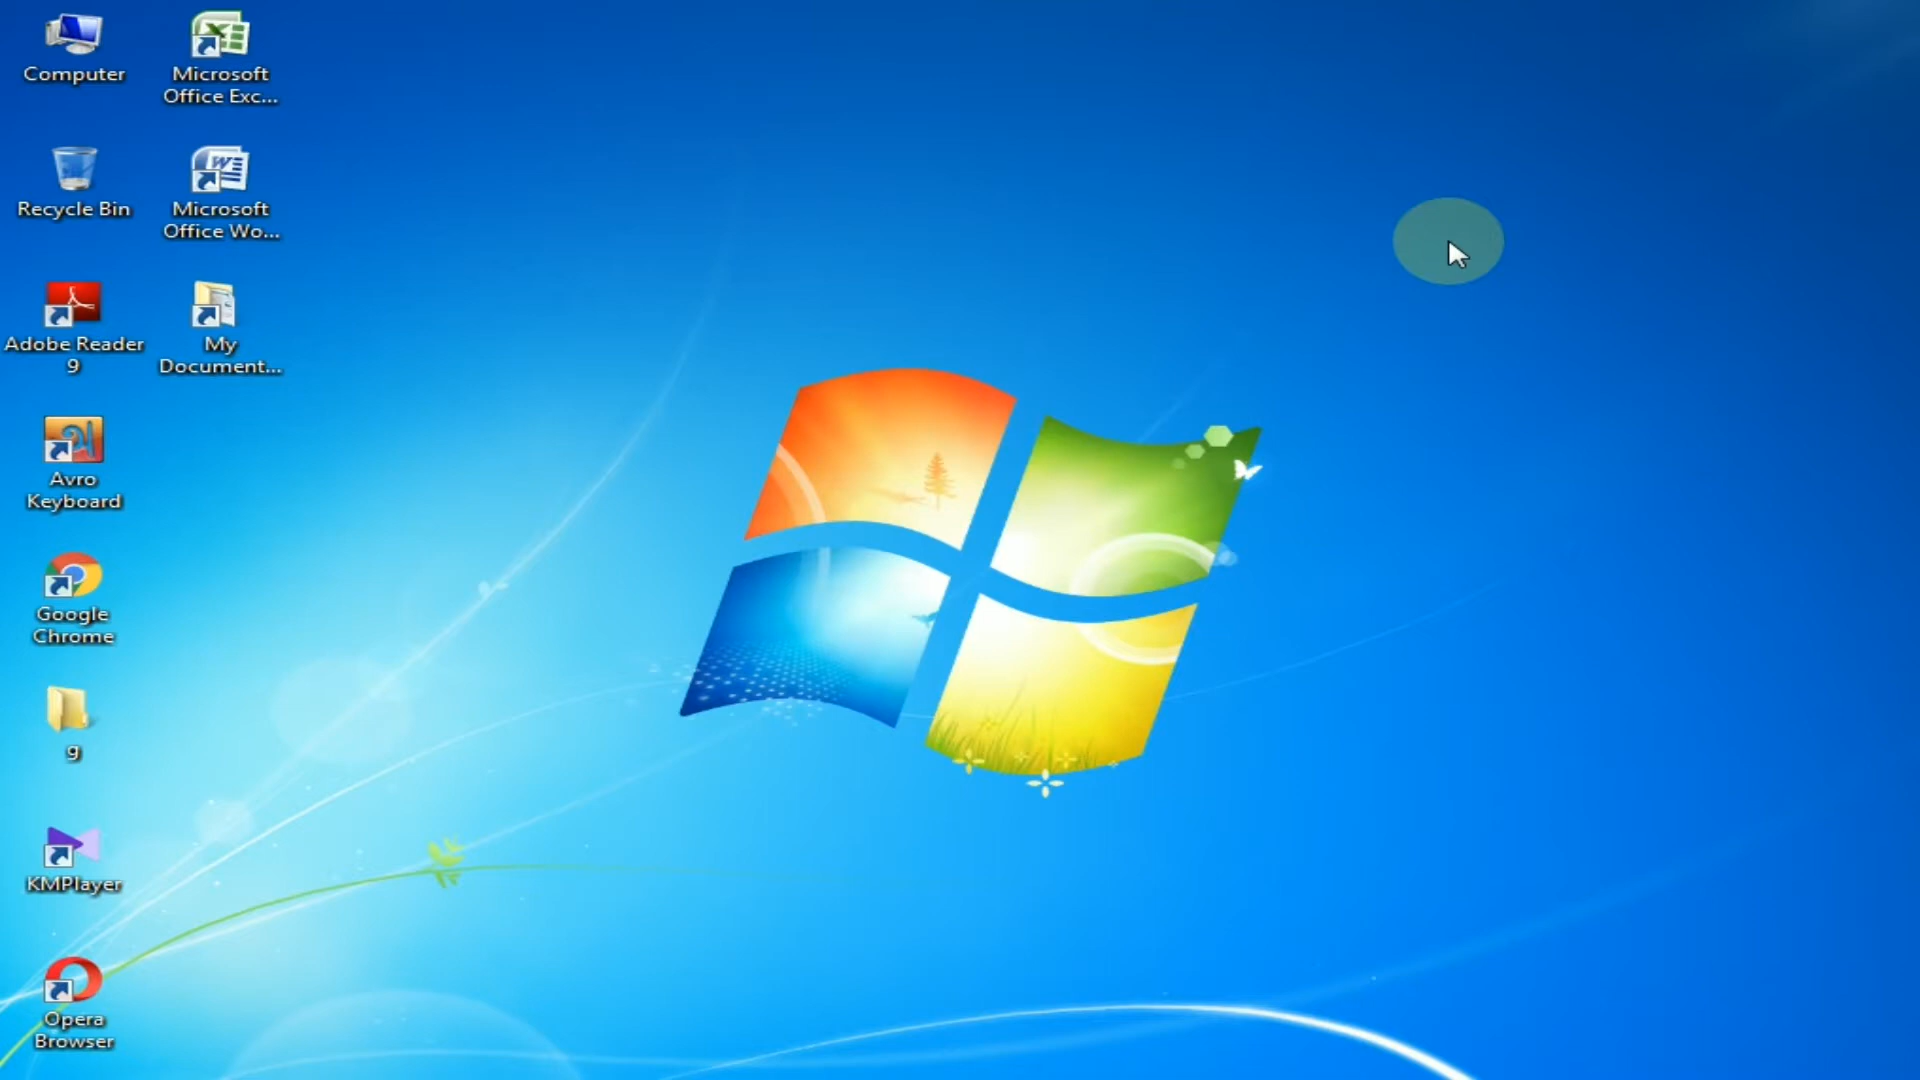 Computer
Recycle Bin
Adobe Reader
9
Avro
Keyboard
Google
Chrome
g
KMPlayer
Opera
Browser
Microsoft
Office Exc...
Microsoft
Office Wo...
My
Document...